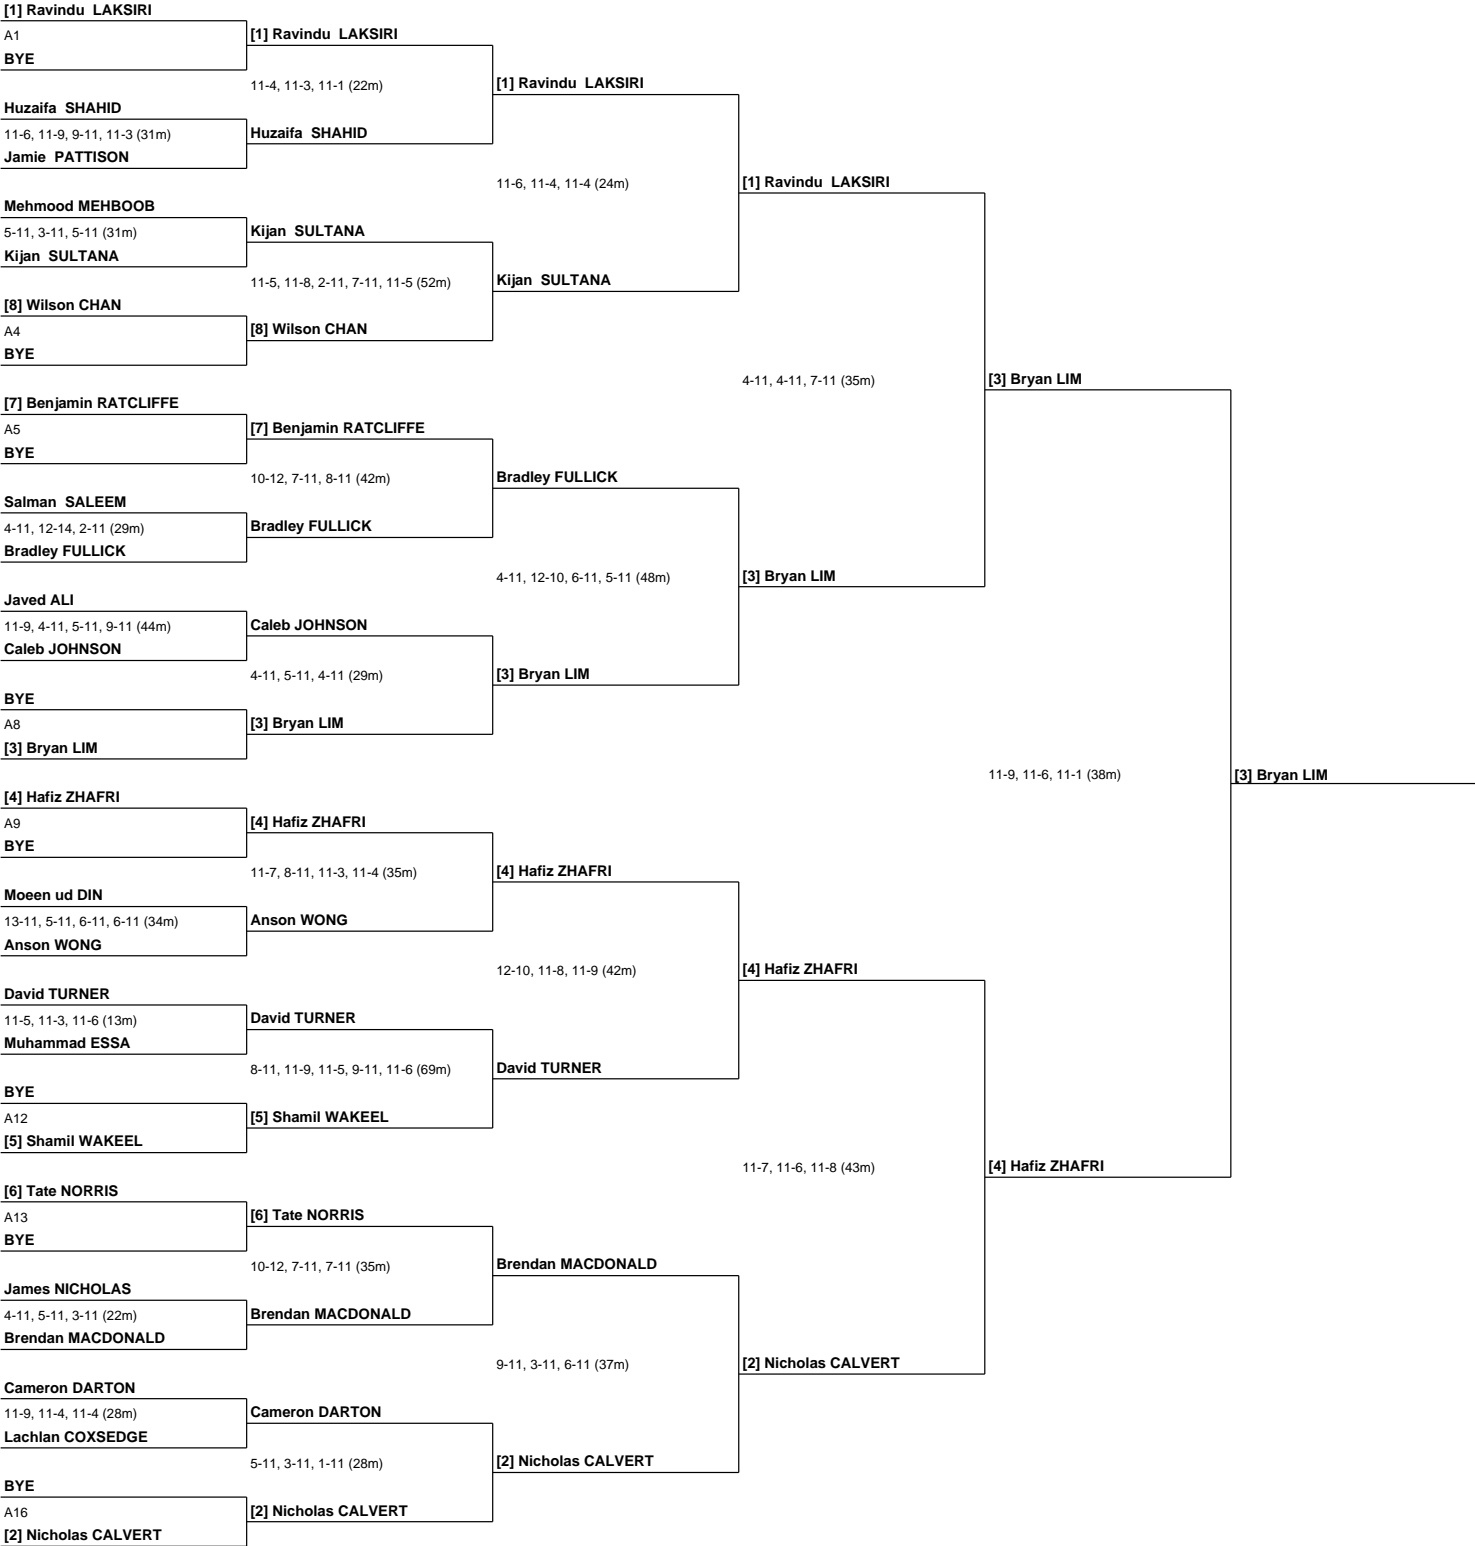 [1] Ravindu LAKSIRI
A1
BYE
Huzaifa SHAHID
11-6, 11-9, 9-11, 11-3 (31m)
Jamie PATTISON
Mehmood MEHBOOB
5-11, 3-11, 5-11 (31m)
Kijan SULTANA
[8] Wilson CHAN
A4
BYE
[7] Benjamin RATCLIFFE
A5
BYE
Salman SALEEM
4-11, 12-14, 2-11 (29m)
Bradley FULLICK
Javed ALI
11-9, 4-11, 5-11, 9-11 (44m)
Caleb JOHNSON
BYE
A8
[3] Bryan LIM
[4] Hafiz ZHAFRI
A9
BYE
Moeen ud DIN
13-11, 5-11, 6-11, 6-11 (34m)
Anson WONG
David TURNER
11-5, 11-3, 11-6 (13m)
Muhammad ESSA
BYE
A12
[5] Shamil WAKEEL
[6] Tate NORRIS
A13
BYE
James NICHOLAS
4-11, 5-11, 3-11 (22m)
Brendan MACDONALD
Cameron DARTON
11-9, 11-4, 11-4 (28m)
Lachlan COXSEDGE
BYE
A16
[2] Nicholas CALVERT
[1] Ravindu LAKSIRI
11-4, 11-3, 11-1 (22m)
Huzaifa SHAHID
Kijan SULTANA
11-5, 11-8, 2-11, 7-11, 11-5 (52m)
[8] Wilson CHAN
[7] Benjamin RATCLIFFE
10-12, 7-11, 8-11 (42m)
Bradley FULLICK
Caleb JOHNSON
4-11, 5-11, 4-11 (29m)
[3] Bryan LIM
[4] Hafiz ZHAFRI
11-7, 8-11, 11-3, 11-4 (35m)
Anson WONG
David TURNER
8-11, 11-9, 11-5, 9-11, 11-6 (69m)
[5] Shamil WAKEEL
[6] Tate NORRIS
10-12, 7-11, 7-11 (35m)
Brendan MACDONALD
Cameron DARTON
5-11, 3-11, 1-11 (28m)
[2] Nicholas CALVERT
[1] Ravindu LAKSIRI
11-6, 11-4, 11-4 (24m)
Kijan SULTANA
Bradley FULLICK
4-11, 12-10, 6-11, 5-11 (48m)
[3] Bryan LIM
[4] Hafiz ZHAFRI
12-10, 11-8, 11-9 (42m)
David TURNER
Brendan MACDONALD
9-11, 3-11, 6-11 (37m)
[2] Nicholas CALVERT
[1] Ravindu LAKSIRI
4-11, 4-11, 7-11 (35m)
[3] Bryan LIM
[4] Hafiz ZHAFRI
11-7, 11-6, 11-8 (43m)
[2] Nicholas CALVERT
[3] Bryan LIM
11-9, 11-6, 11-1 (38m)
[4] Hafiz ZHAFRI
[3] Bryan LIM